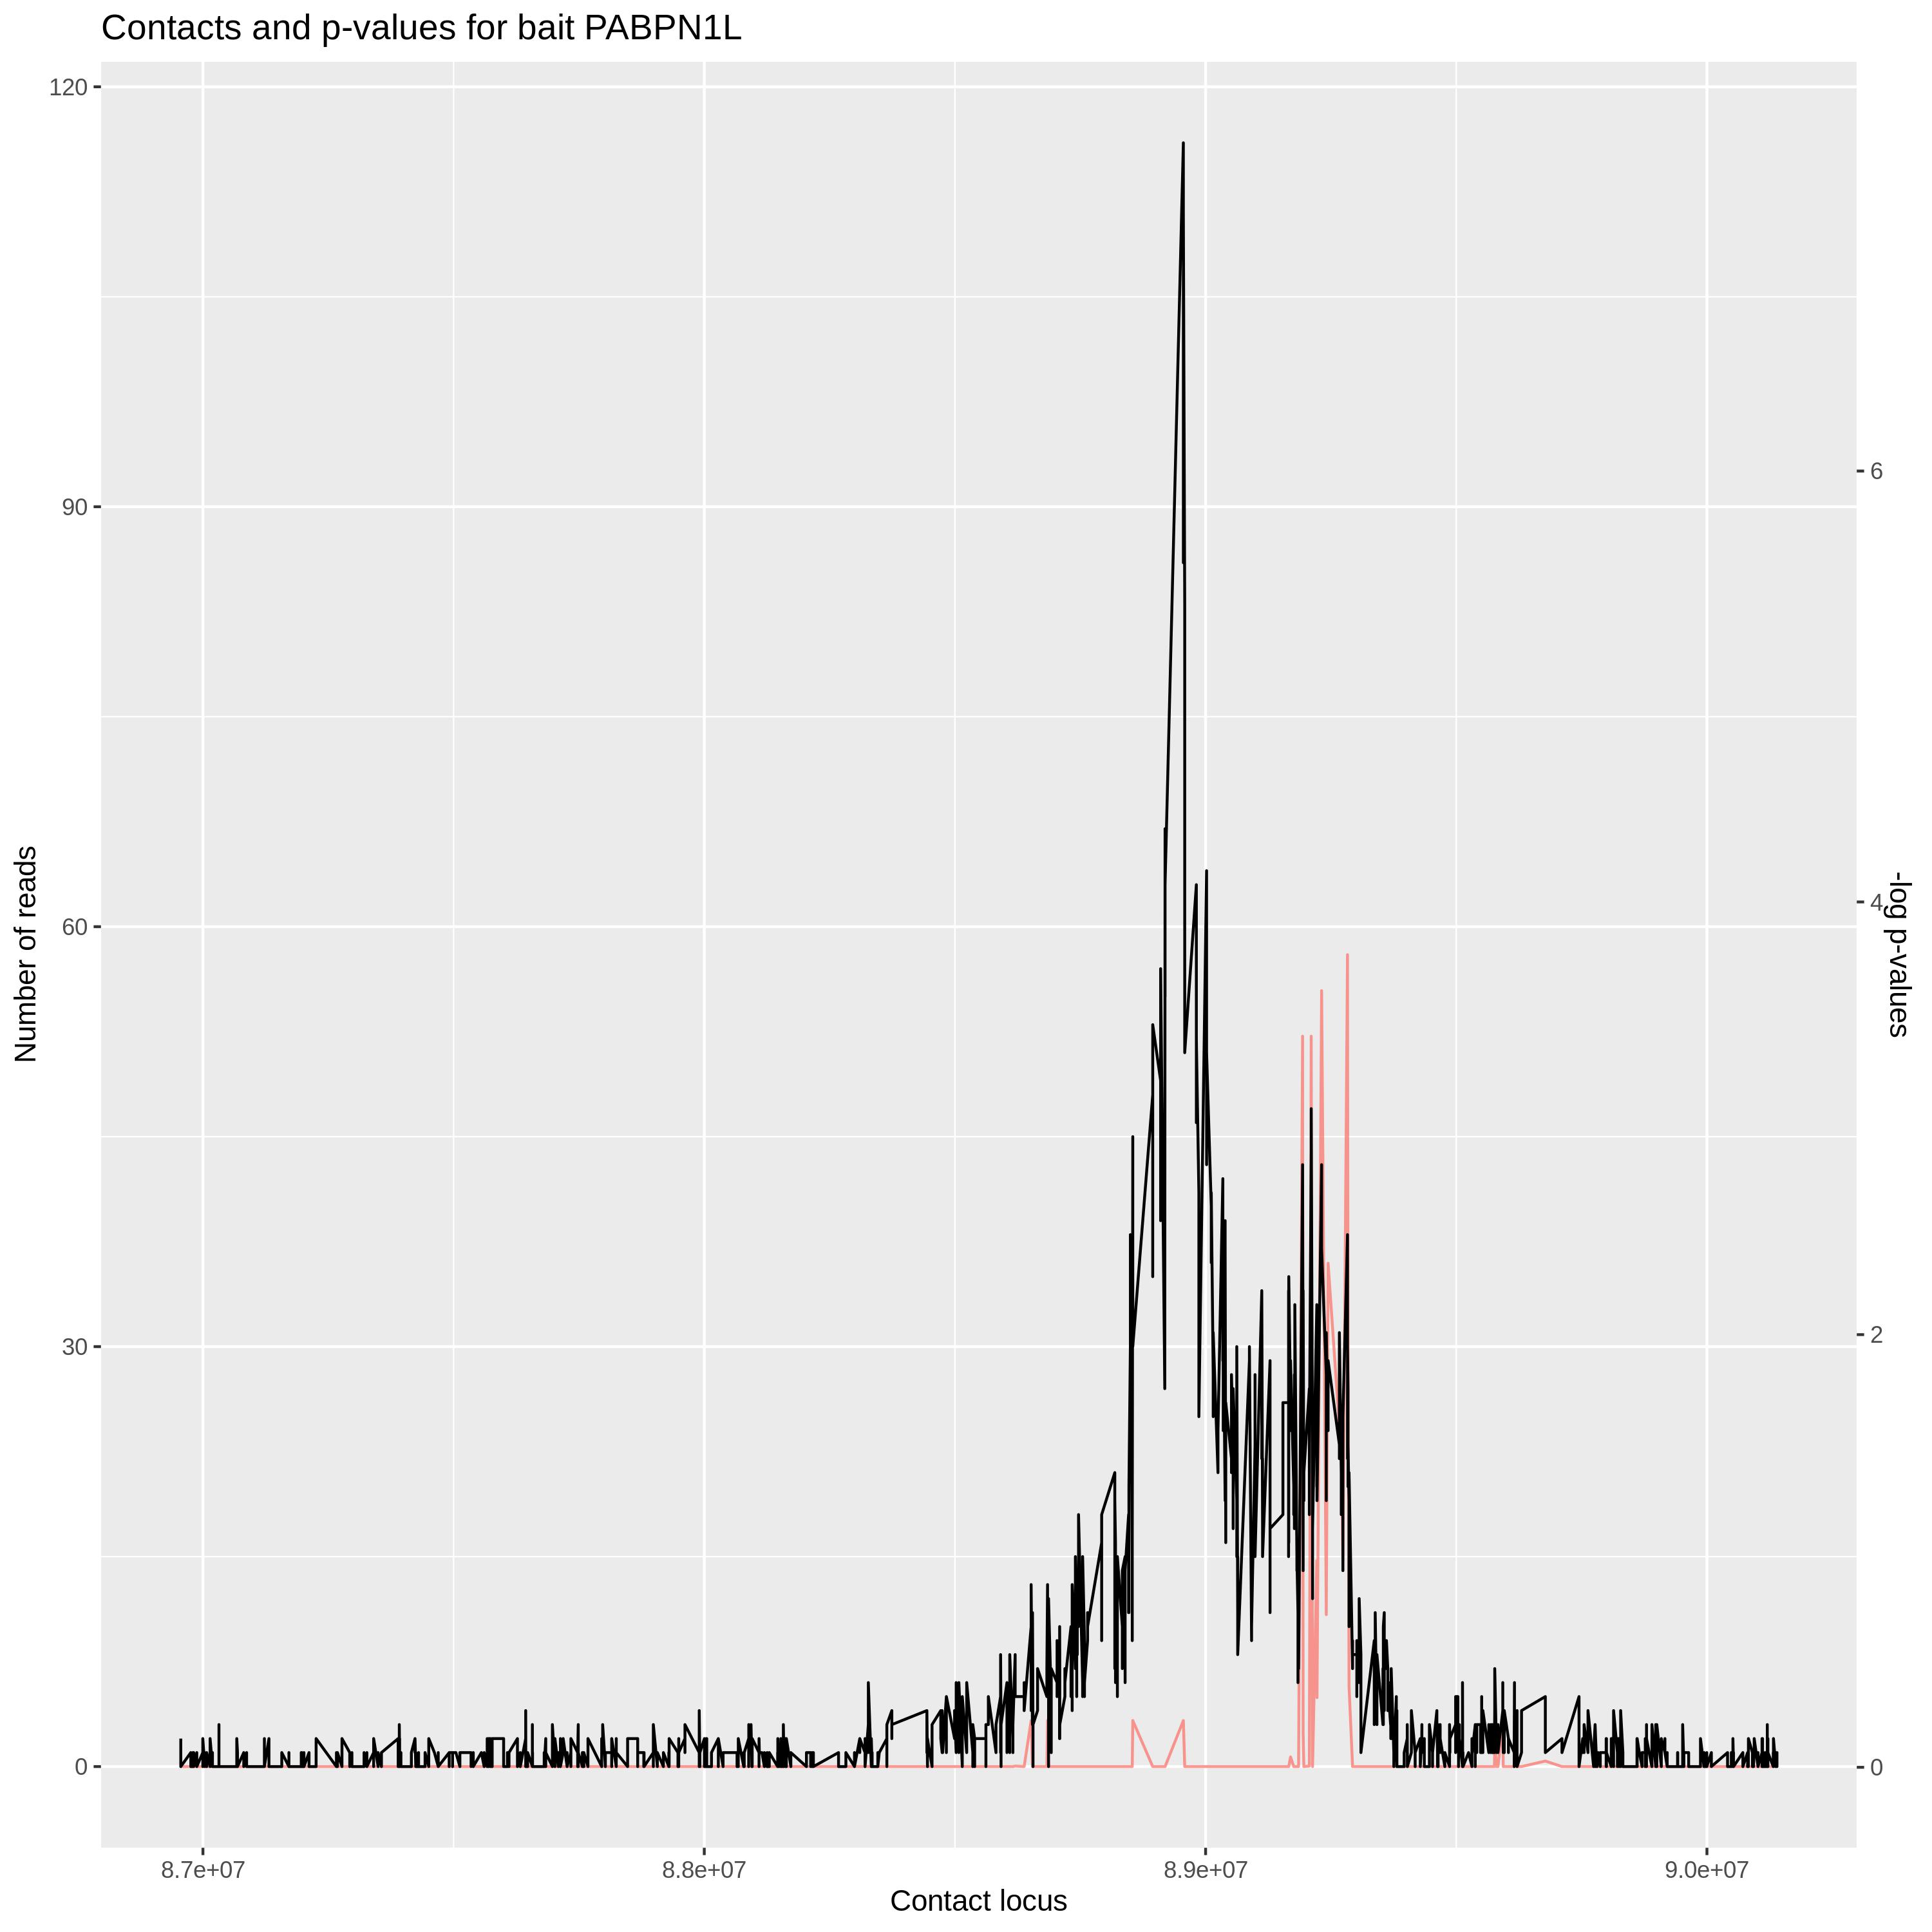 Contacts and p-values for bait PABPN1L
120
90
60
30
0
Number of reads
6
4
2
0
-log p-values
8.7e+07
8.8e+07
8.9e+07
9.0e+07
Contact locus